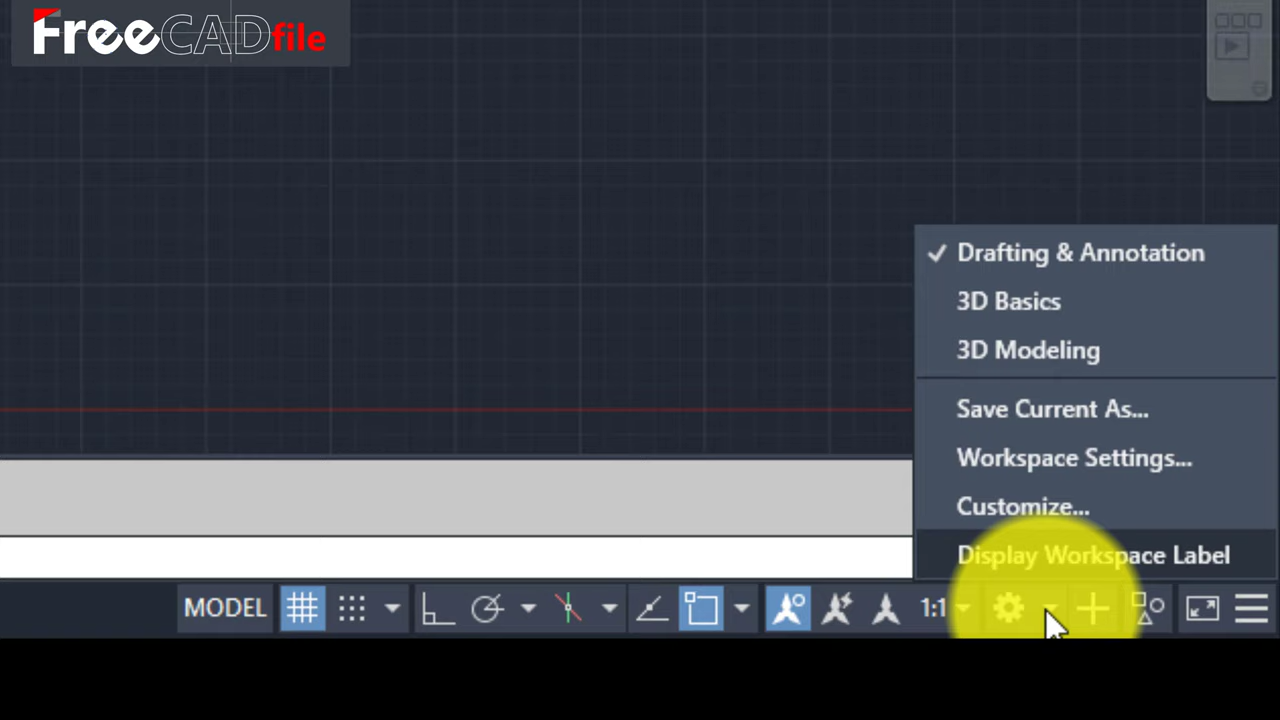 FreeCADfile
Drafting & Annotation
3D Basics
3D Modeling
Save Current As...
Workspace Settings...
Customize...
Display Workspace Label
MODEL
1:1